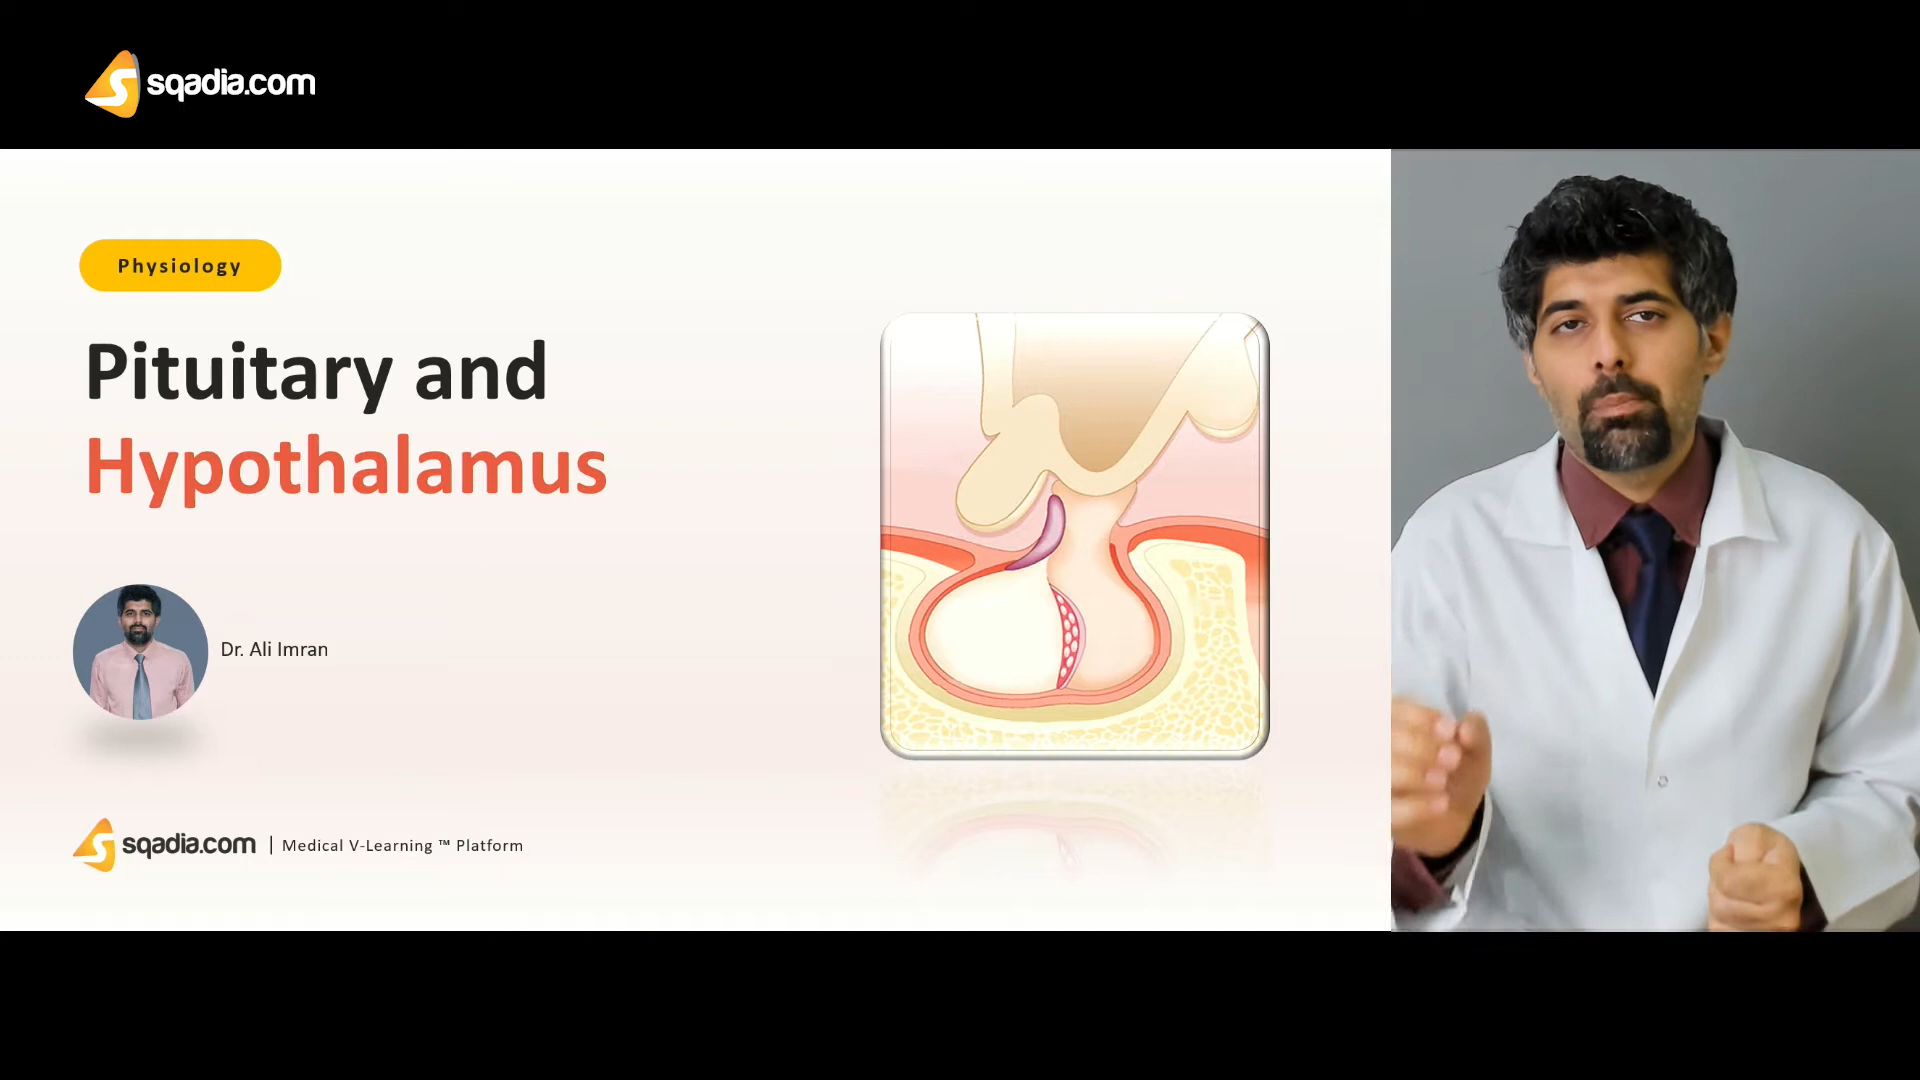 sqadia.com
Physiology
Pituitary and
Hypothalamus
Dr. Ali Imran
sqadia.com | Medical V-Learning ™ Platform